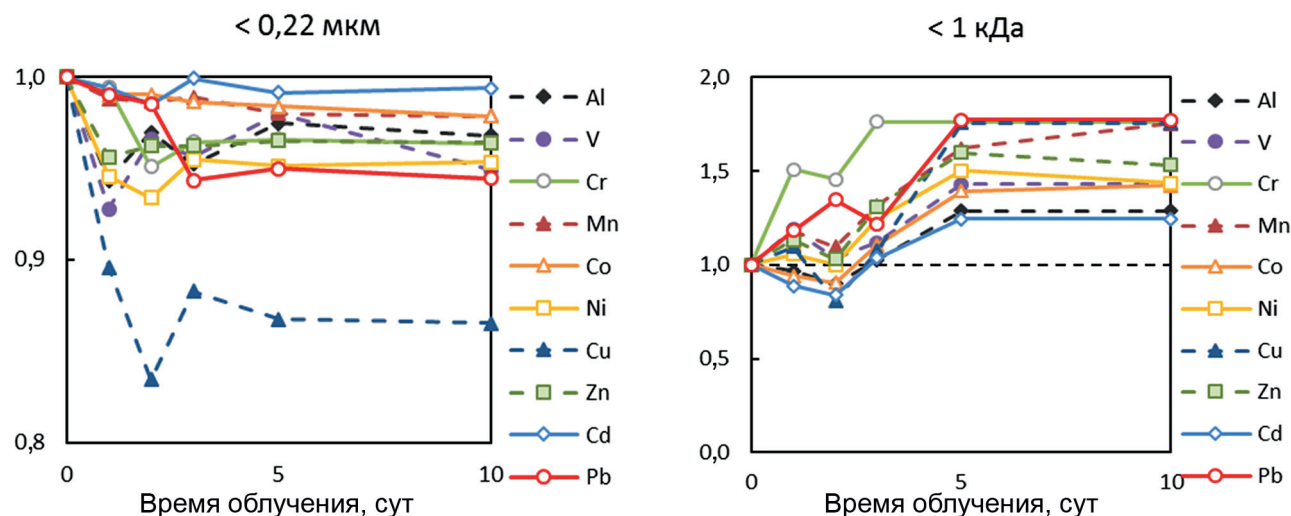 < 0,22 мкм
1,0
0,9
0,8
0
5
10
Время облучения, сут
Al
V
Cr
Mn
Co
Ni
Cu
Zn
Cd
Pb
< 1 кДа
2,0
1,5
1,0
0,5
0,0
0
5
10
Время облучения, сут
Al
V
Cr
Mn
Co
Ni
Cu
Zn
Cd
Pb